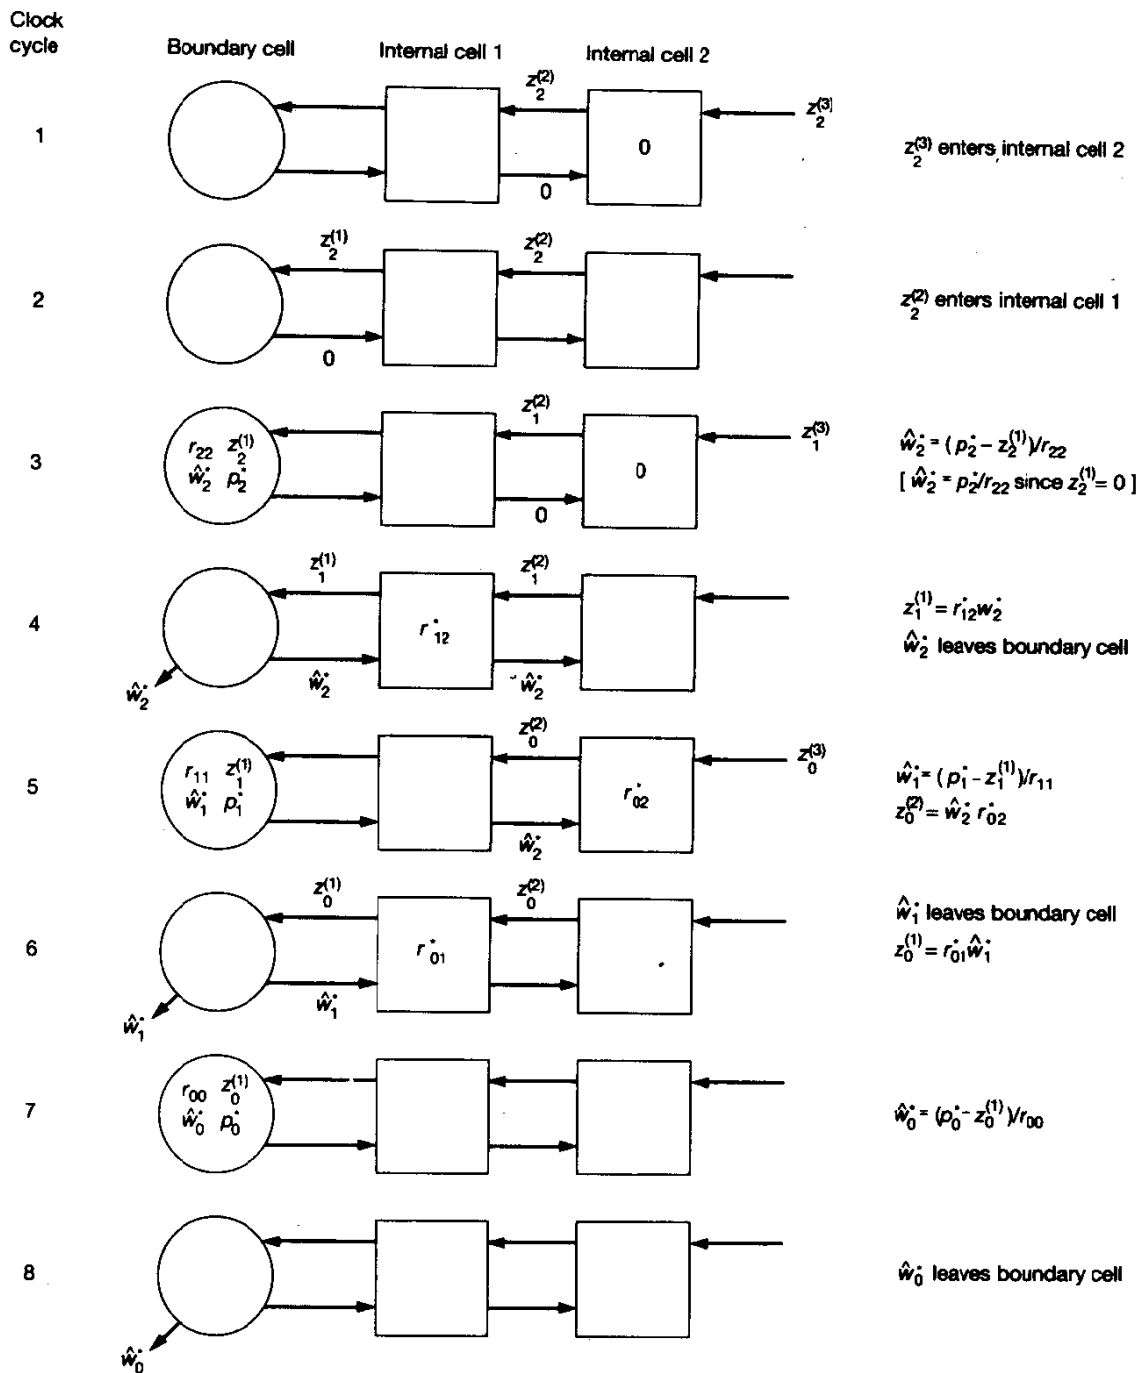 Clock
cycle
Boundary cell
Internal cell 1
Internal cell 2
1
z_2^(2)
z_2^(3)
0
0
z_2^(3) enters internal cell 2
2
z_2^(1)
z_2^(2)
0
z_2^(2) enters internal cell 1
3
r_22 z_2^(1)
ŵ_2^* p_2^*
z_1^(2)
0
0
z_1^(3)
ŵ_2^* = (p_2^* - z_2^(1))/r_22
[ ŵ_2^* = p_2^*/r_22 since z_2^(1) = 0 ]
4
z_1^(1)
z_1^(2)
r_12^*
ŵ_2^*
ŵ_2^*
ŵ_2^*
z_1^(1) = r_12^* w_2^*
ŵ_2^* leaves boundary cell
5
r_11 z_1^(1)
ŵ_1^* p_1^*
z_0^(2)
ŵ_2^*
r_02^*
z_0^(3)
ŵ_1^* = (p_1^* - z_1^(1))/r_11
z_0^(2) = ŵ_2^* r_02^*
6
z_0^(1)
z_0^(2)
r_01^*
ŵ_1^*
ŵ_1^*
ŵ_1^* leaves boundary cell
z_0^(1) = r_01^* ŵ_1^*
7
r_00 z_0^(1)
ŵ_0^* p_0^*
ŵ_0^* = (p_0^* - z_0^(1))/r_00
8
ŵ_0^*
ŵ_0^* leaves boundary cell